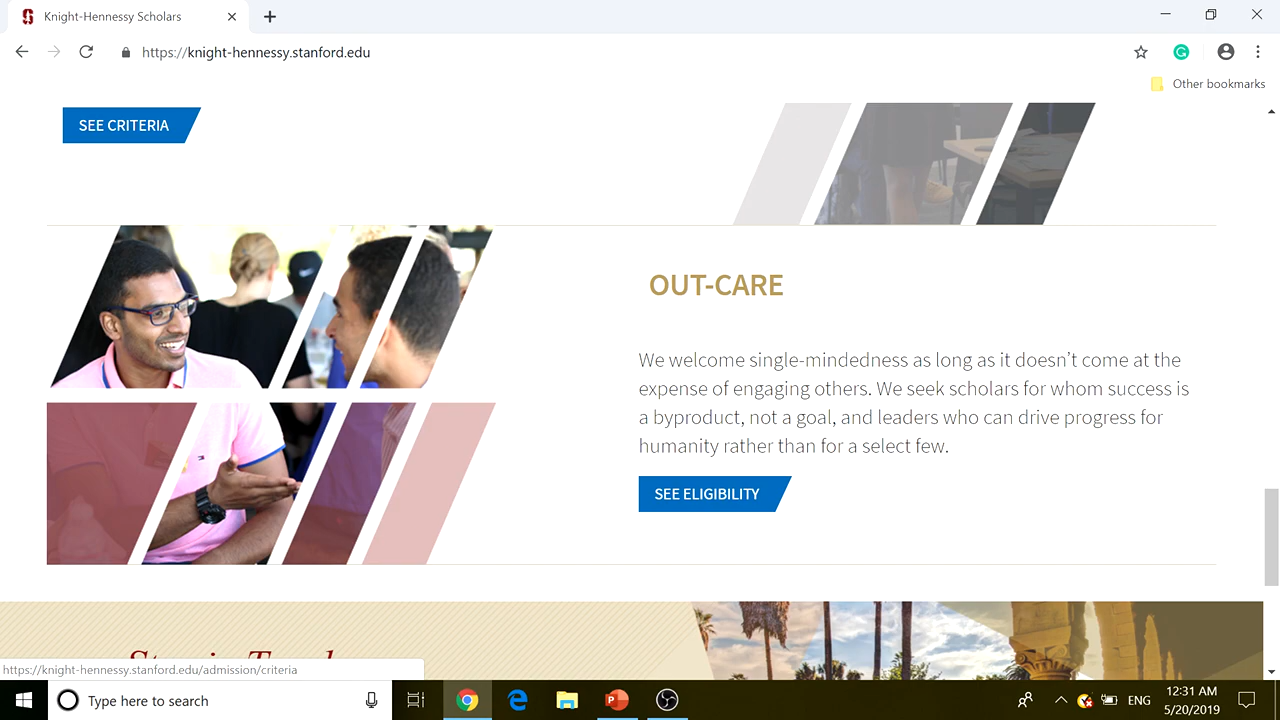 Knight-Hennessy Scholars
https://knight-hennessy.stanford.edu
Other bookmarks
SEE CRITERIA
OUT-CARE
We welcome single-mindedness as long as it doesn’t come at the
expense of engaging others. We seek scholars for whom success is
a byproduct, not a goal, and leaders who can drive progress for
humanity rather than for a select few.
SEE ELIGIBILITY
https://knight-hennessy.stanford.edu/admission/criteria
Type here to search
ENG
12:31 AM
5/20/2019